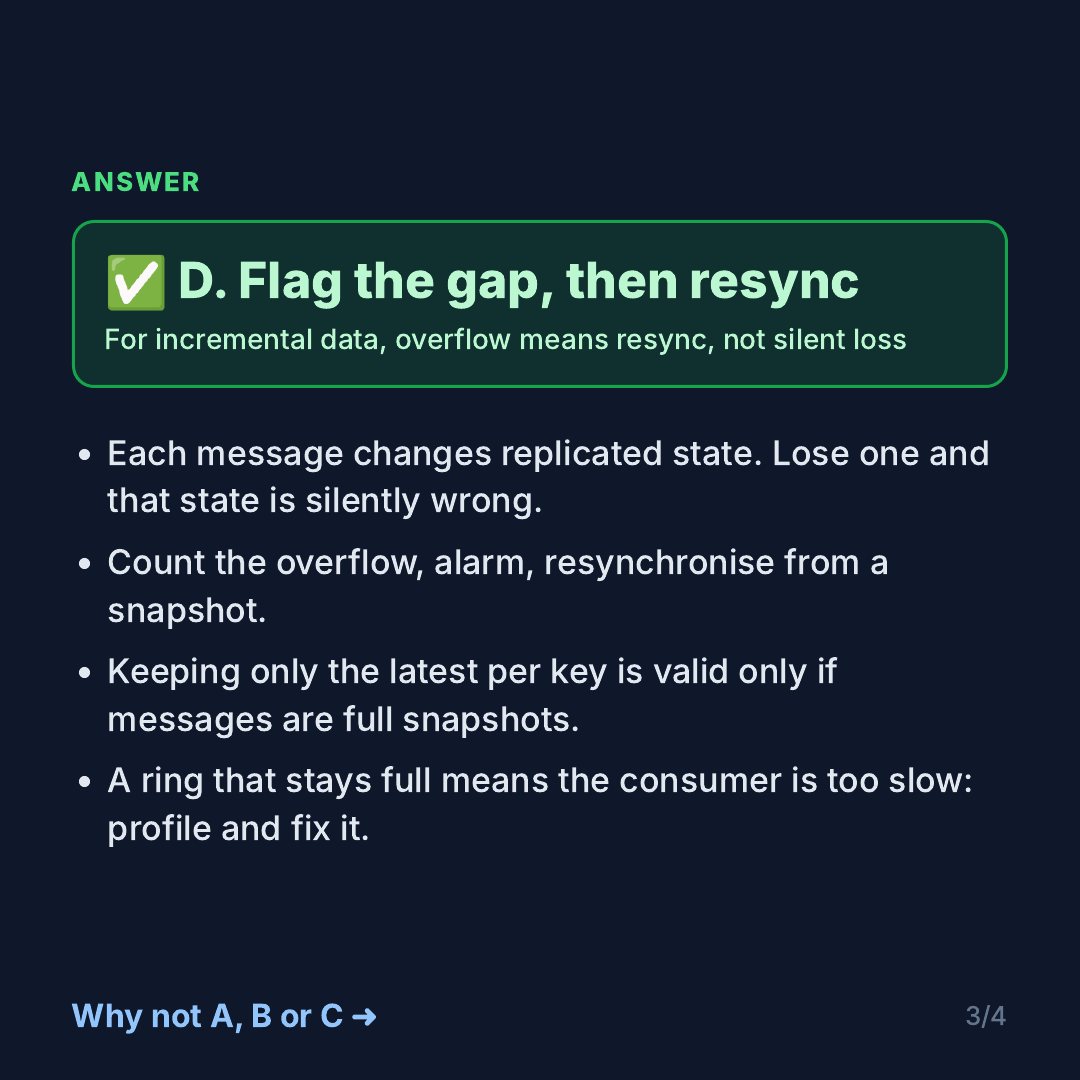 ANSWER
✅ D. Flag the gap, then resync
For incremental data, overflow means resync, not silent loss
• Each message changes replicated state. Lose one and
that state is silently wrong.
• Count the overflow, alarm, resynchronise from a
snapshot.
• Keeping only the latest per key is valid only if
messages are full snapshots.
• A ring that stays full means the consumer is too slow:
profile and fix it.
Why not A, B or C ➜
3/4